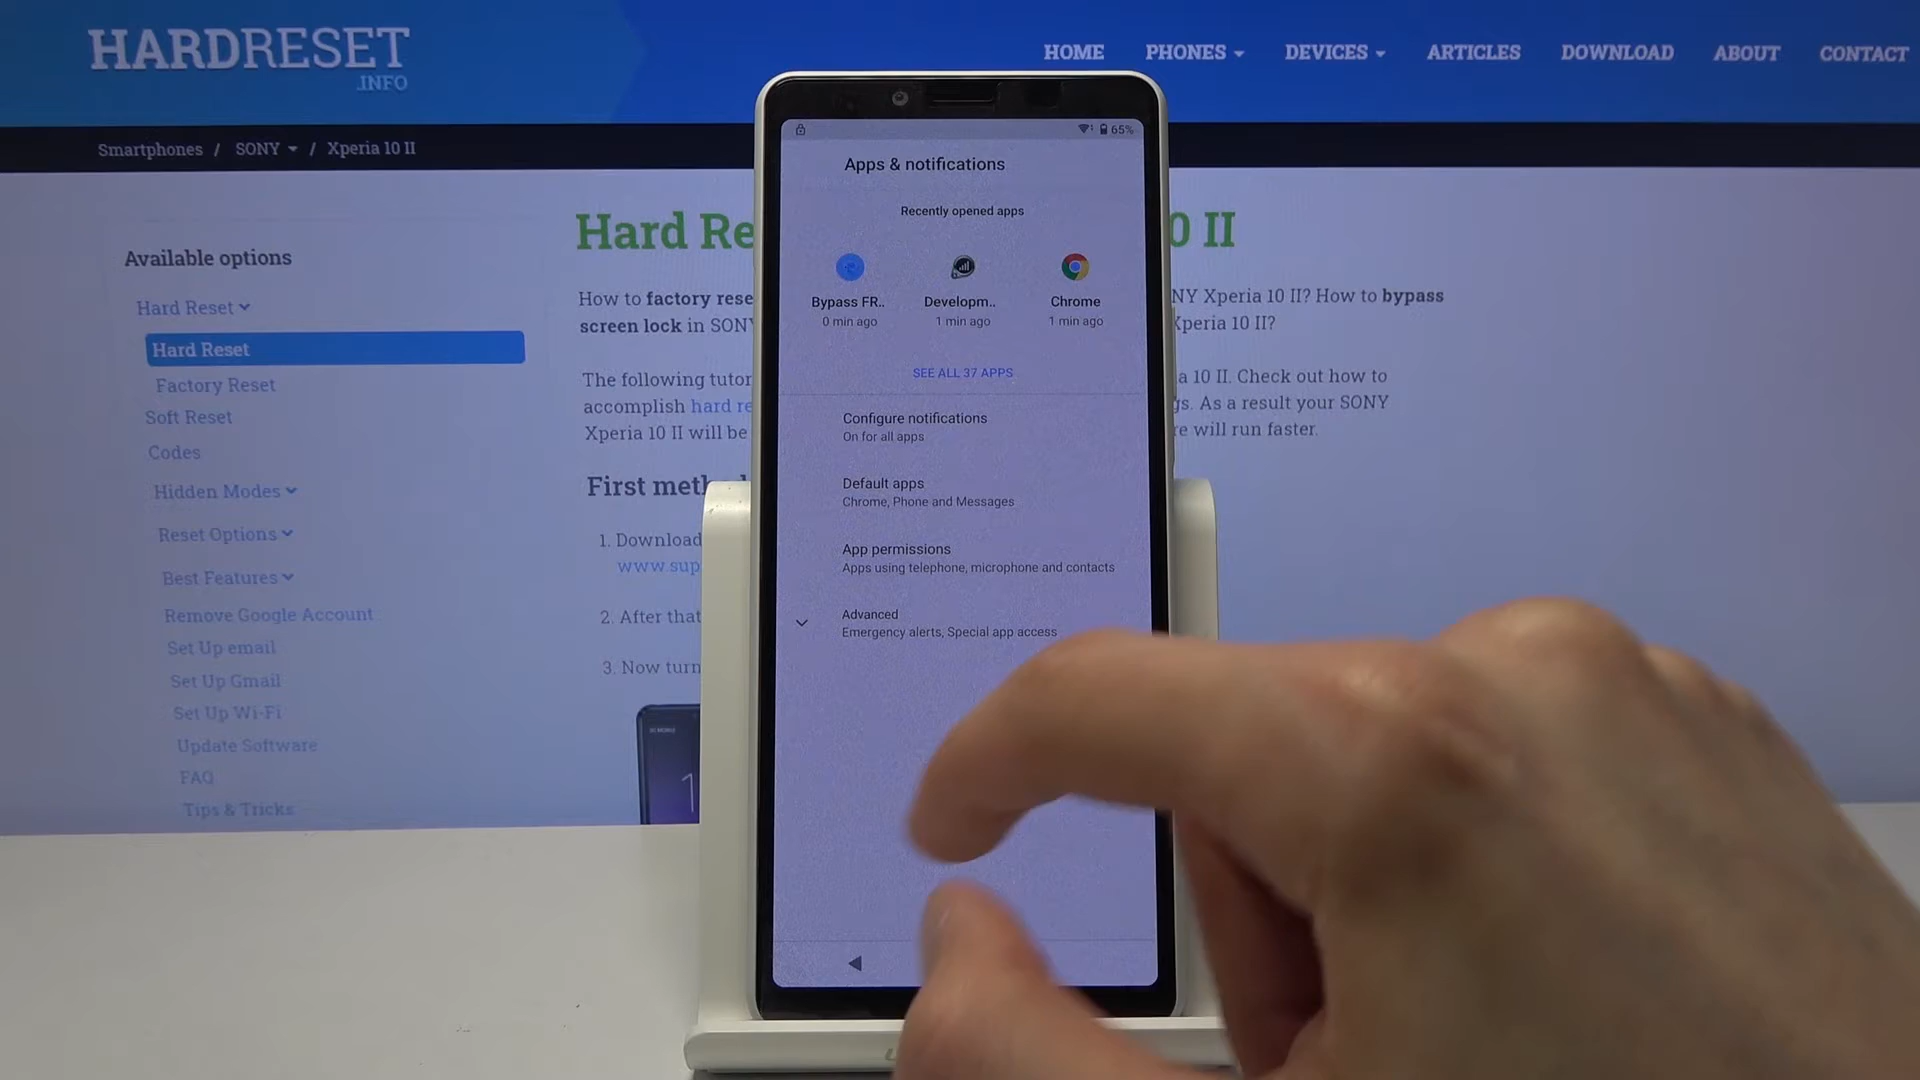 HARDRESET
.INFO
HOME PHONES DEVICES ARTICLES DOWNLOAD ABOUT CONTACT
Smartphones / SONY / Xperia 10 II
Available options
Hard Reset
Hard Reset
Factory Reset
Soft Reset
Codes
Hidden Modes
Reset Options
Best Features
Remove Google Account
Set Up email
Set Up Gmail
Set Up Wi-Fi
Update Software
FAQ
Tips & Tricks
Hard Re
0 II
How to factory rese
NY Xperia 10 II? How to bypass
screen lock in SON
Xperia 10 II?
The following tutor
a 10 II. Check out how to
accomplish hard re
gs. As a result your SONY
Xperia 10 II will be
re will run faster.
First meth
1. Download
www.sup
2. After that
3. Now turn
65%
Apps & notifications
Recently opened apps
Bypass FR.. Developm.. Chrome
0 min ago 1 min ago 1 min ago
SEE ALL 37 APPS
Configure notifications
On for all apps
Default apps
Chrome, Phone and Messages
App permissions
Apps using telephone, microphone and contacts
Advanced
Emergency alerts, Special app access